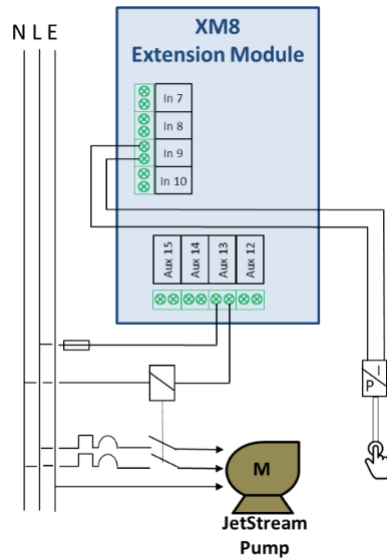 N L E
XM8
Extension Module
In 7
In 8
In 9
In 10
Aux 15
Aux 14
Aux 13
Aux 12
I
P
M
JetStream
Pump